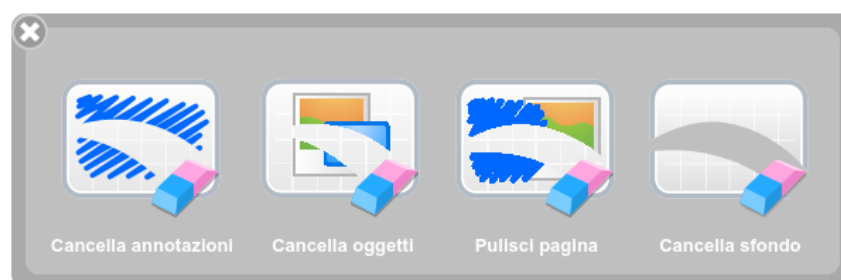 Cancella annotazioni
Cancella oggetti
Pulisci pagina
Cancella sfondo